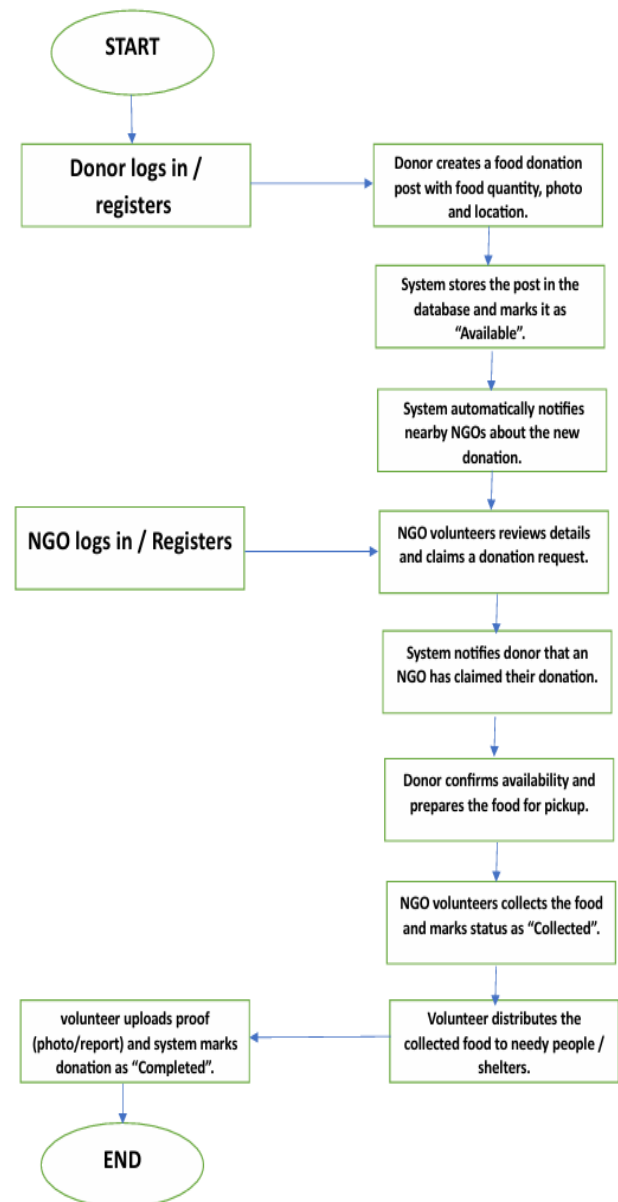 START
Donor logs in /
registers
Donor creates a food donation
post with food quantity, photo
and location.
System stores the post in the
database and marks it as
“Available”.
System automatically notifies
nearby NGOs about the new
donation.
NGO logs in / Registers
NGO volunteers reviews details
and claims a donation request.
System notifies donor that an
NGO has claimed their donation.
Donor confirms availability and
prepares the food for pickup.
NGO volunteers collects the food
and marks status as “Collected”.
Volunteer distributes the
collected food to needy people /
shelters.
volunteer uploads proof
(photo/report) and system marks
donation as “Completed”.
END